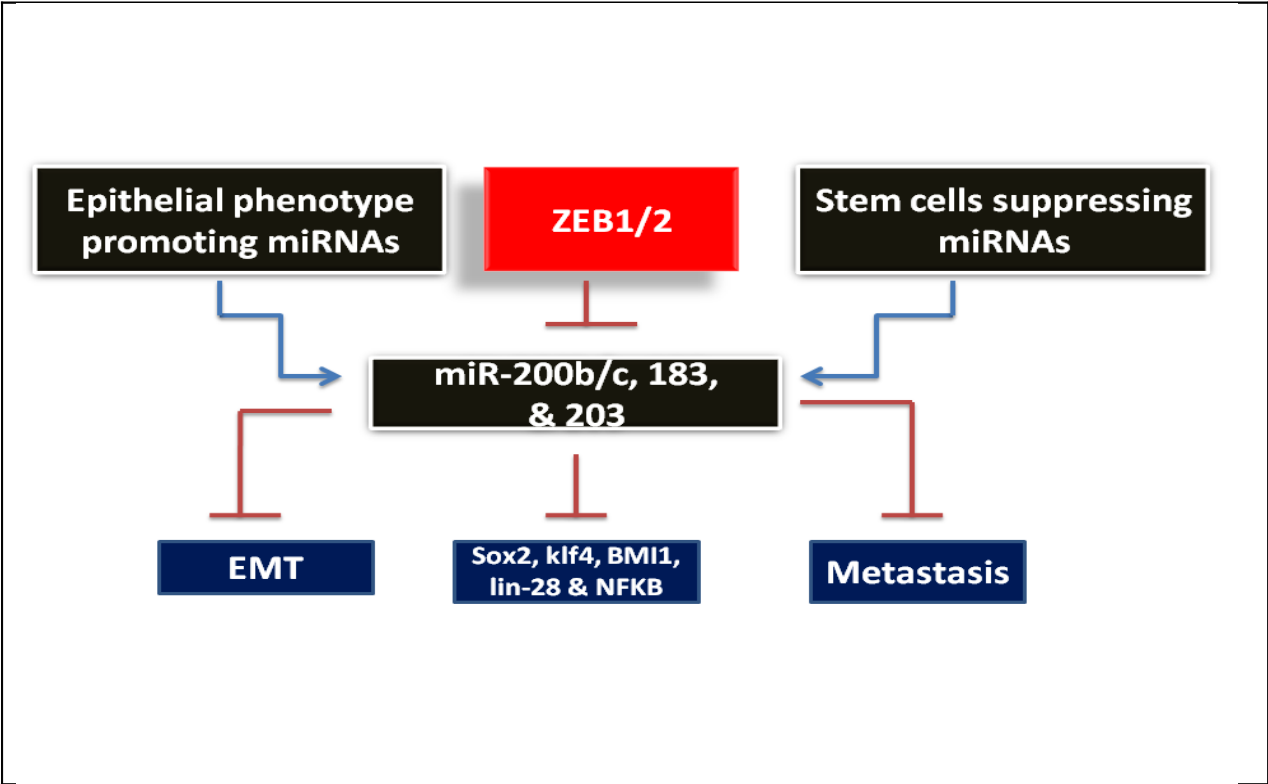 Epithelial phenotype
promoting miRNAs
ZEB1/2
Stem cells suppressing
miRNAs
miR-200b/c, 183,
& 203
EMT
Sox2, klf4, BMI1,
lin-28 & NFKB
Metastasis